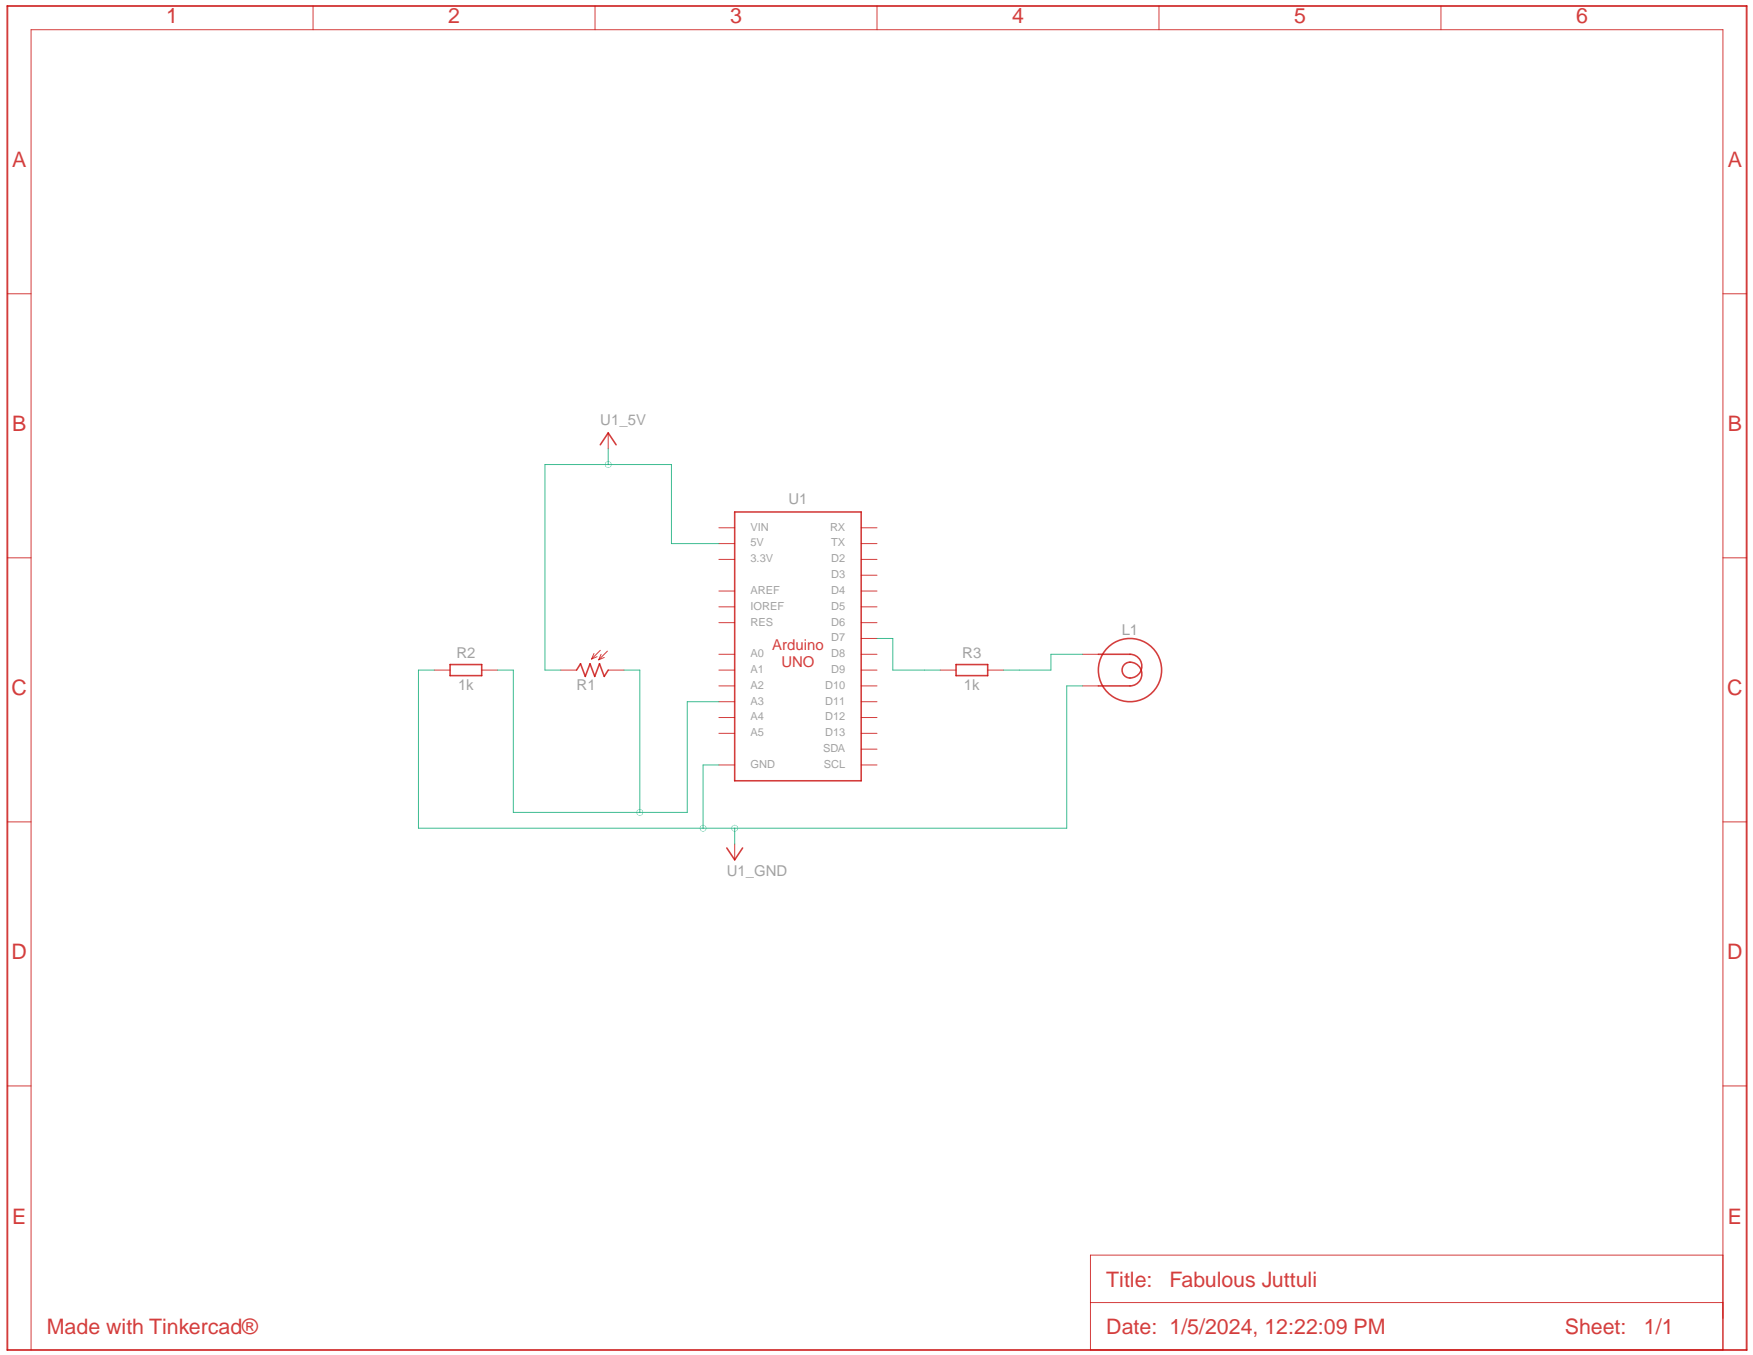 1 2 3 4 5 6
A A
B B
U1_5V
U1
VIN RX
5V TX
3.3V D2
D3
AREF D4
IOREF D5
RES D6
D7
L1
Arduino
UNO
A0 D8
A1 D9
A2 D10
A3 D11
A4 D12
A5 D13
SDA
GND SCL
R2
1k
R1
R3
1k
C C
U1_GND
D D
E E
Title: Fabulous Juttuli
Made with Tinkercad®
Date: 1/5/2024, 12:22:09 PM Sheet: 1/1